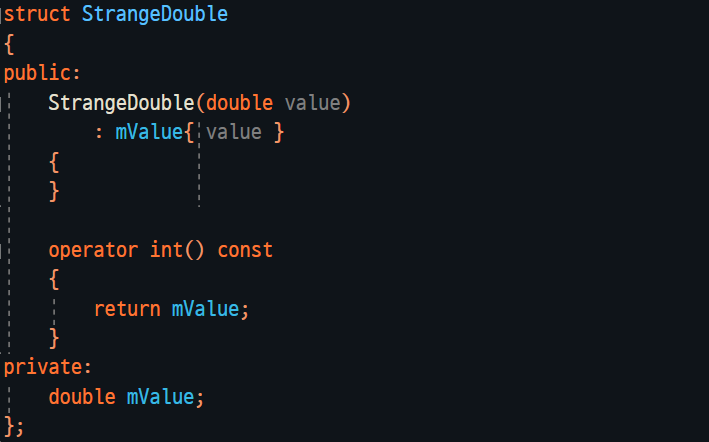 struct StrangeDouble
{
public:
    StrangeDouble(double value)
        : mValue{ value }
    {
    }

    operator int() const
    {
        return mValue;
    }
private:
    double mValue;
};